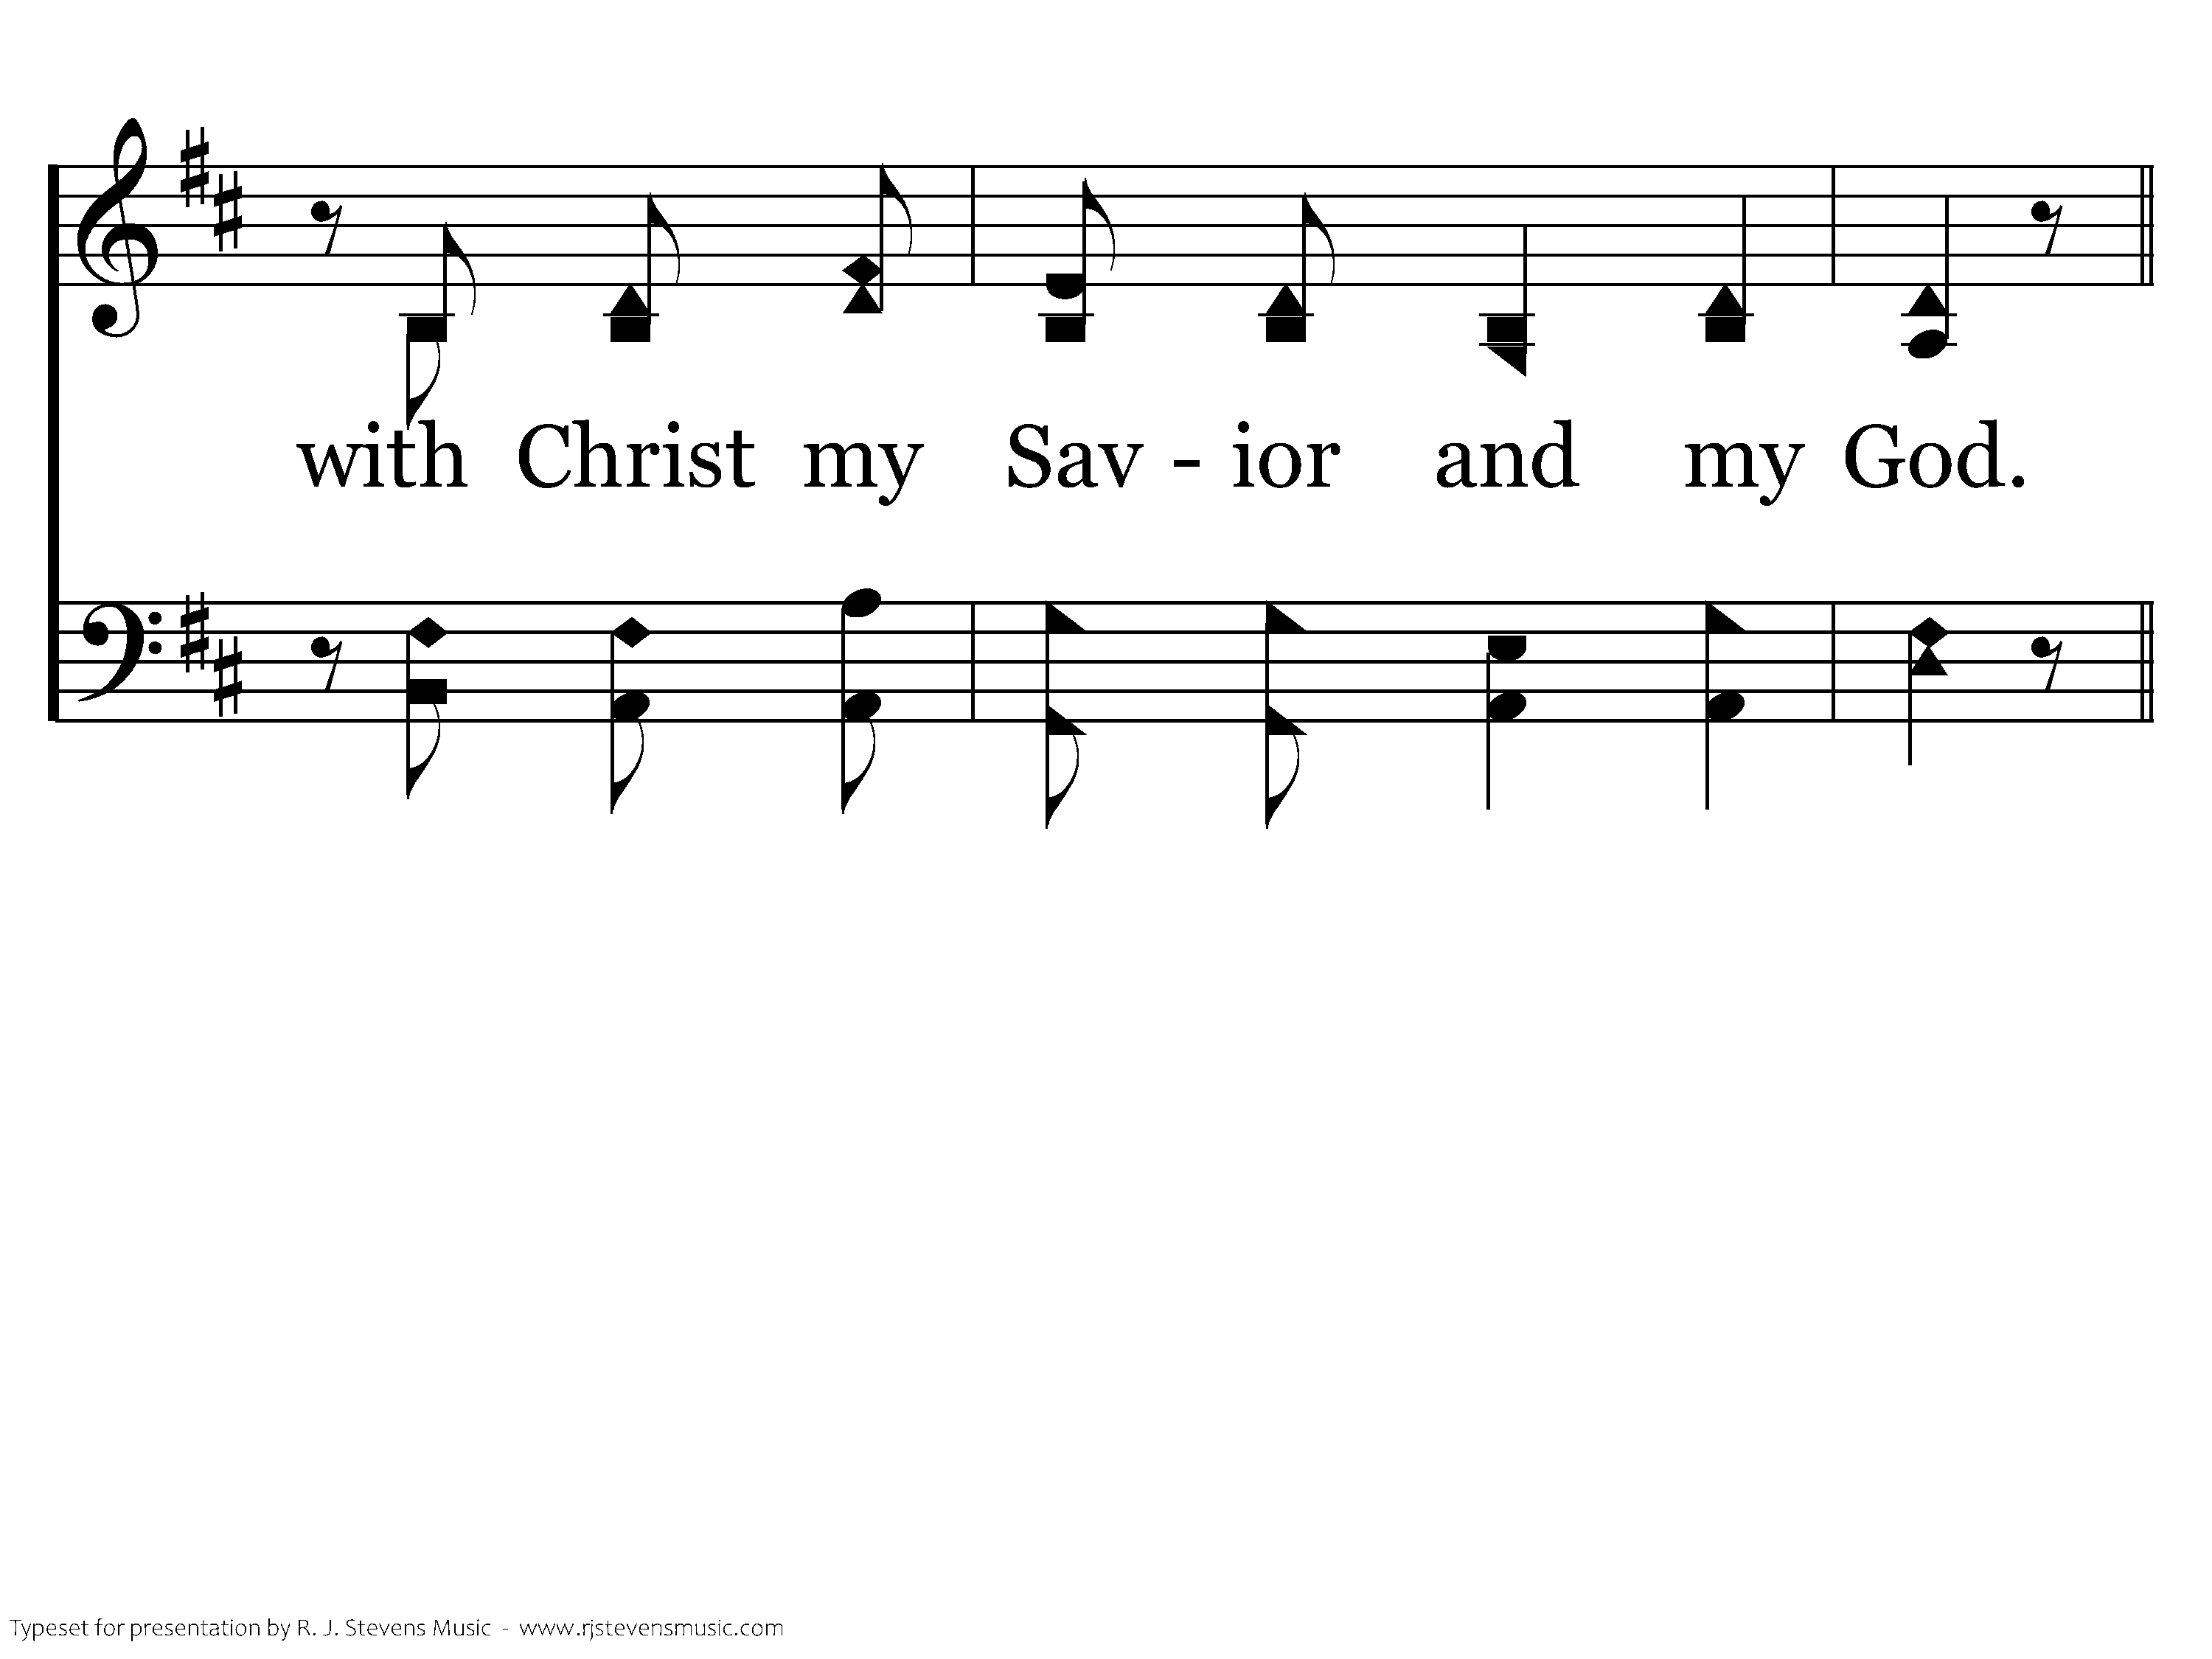 with Christ my Sav - ior and my God.
Typeset for presentation by R. J. Stevens Music - www.rjstevensmusic.com